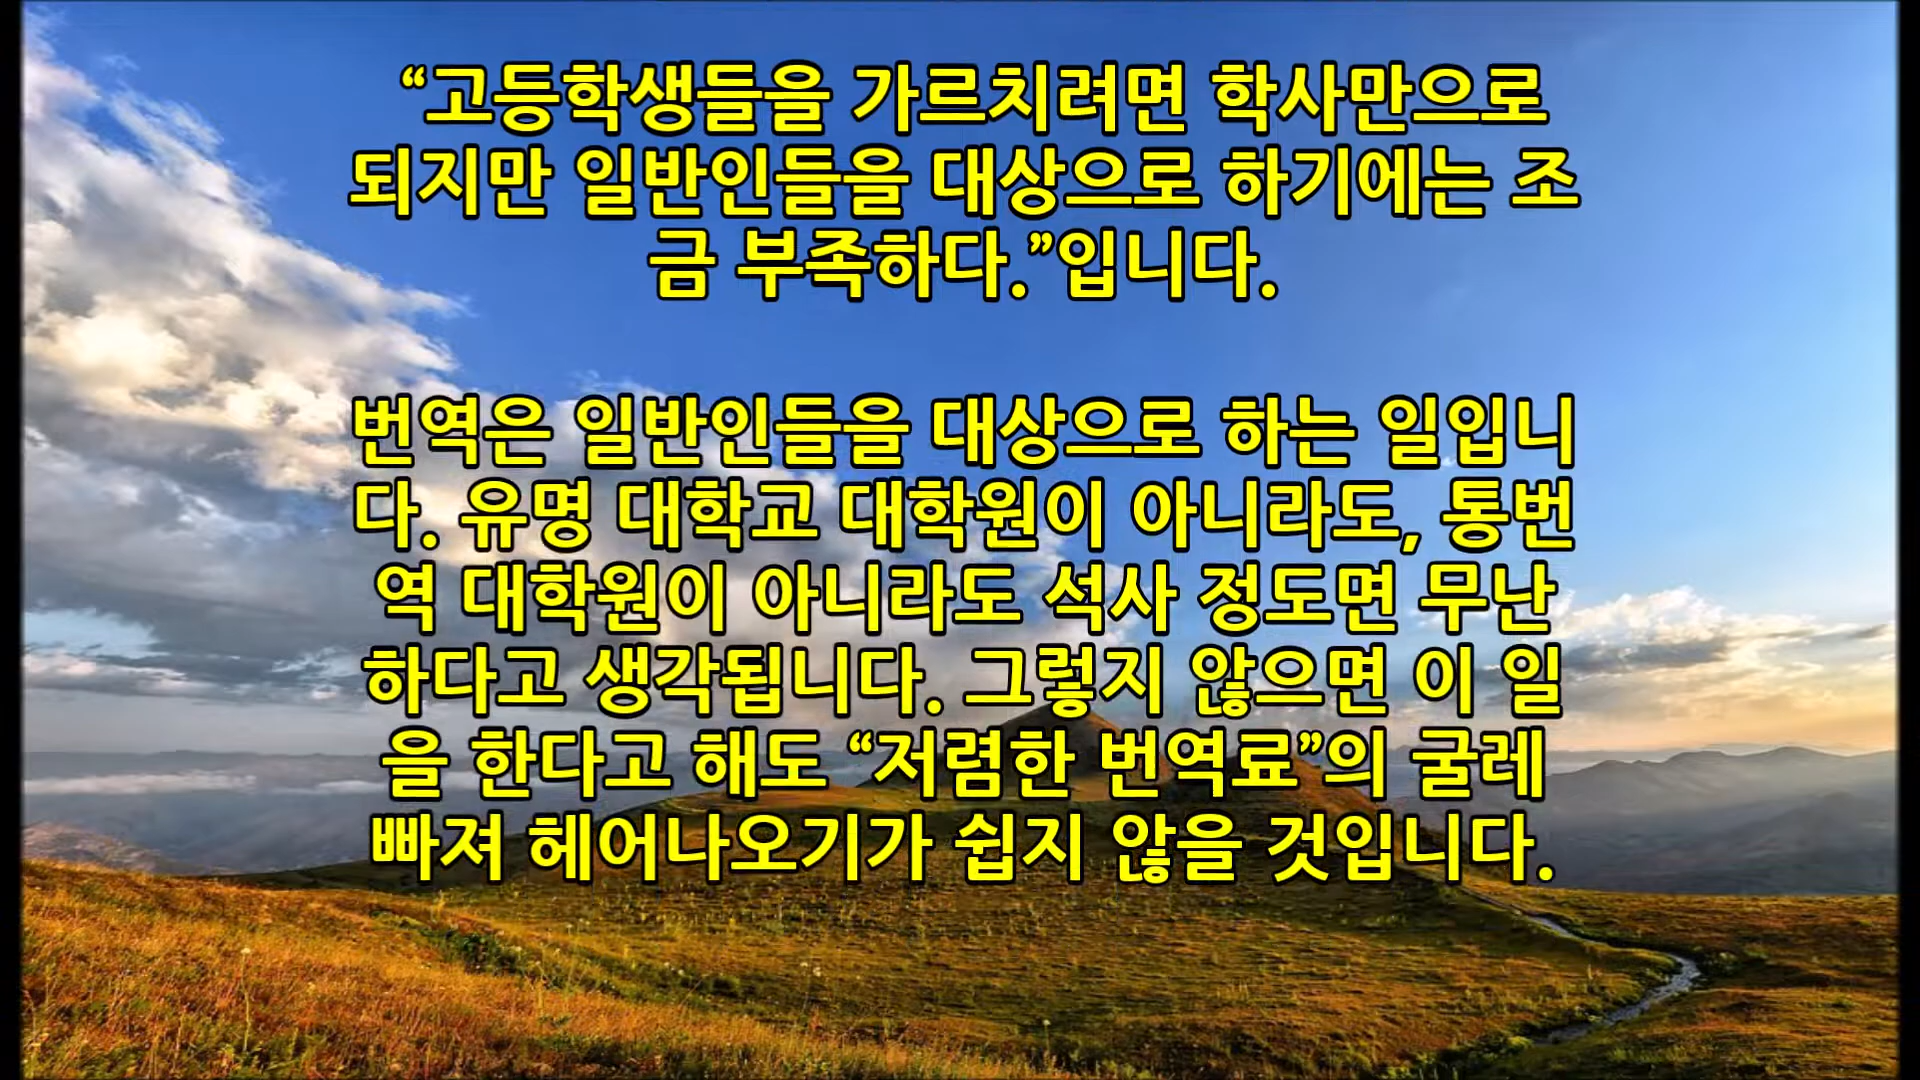 “고등학생들을 가르치려면 학사만으로
되지만 일반인들을 대상으로 하기에는 조
금 부족하다.”입니다.
번역은 일반인들을 대상으로 하는 일입니
다. 유명 대학교 대학원이 아니라도, 통번
역 대학원이 아니라도 석사 정도면 무난
하다고 생각됩니다. 그렇지 않으면 이 일
을 한다고 해도 “저렴한 번역료”의 굴레
빠져 헤어나오기가 쉽지 않을 것입니다.